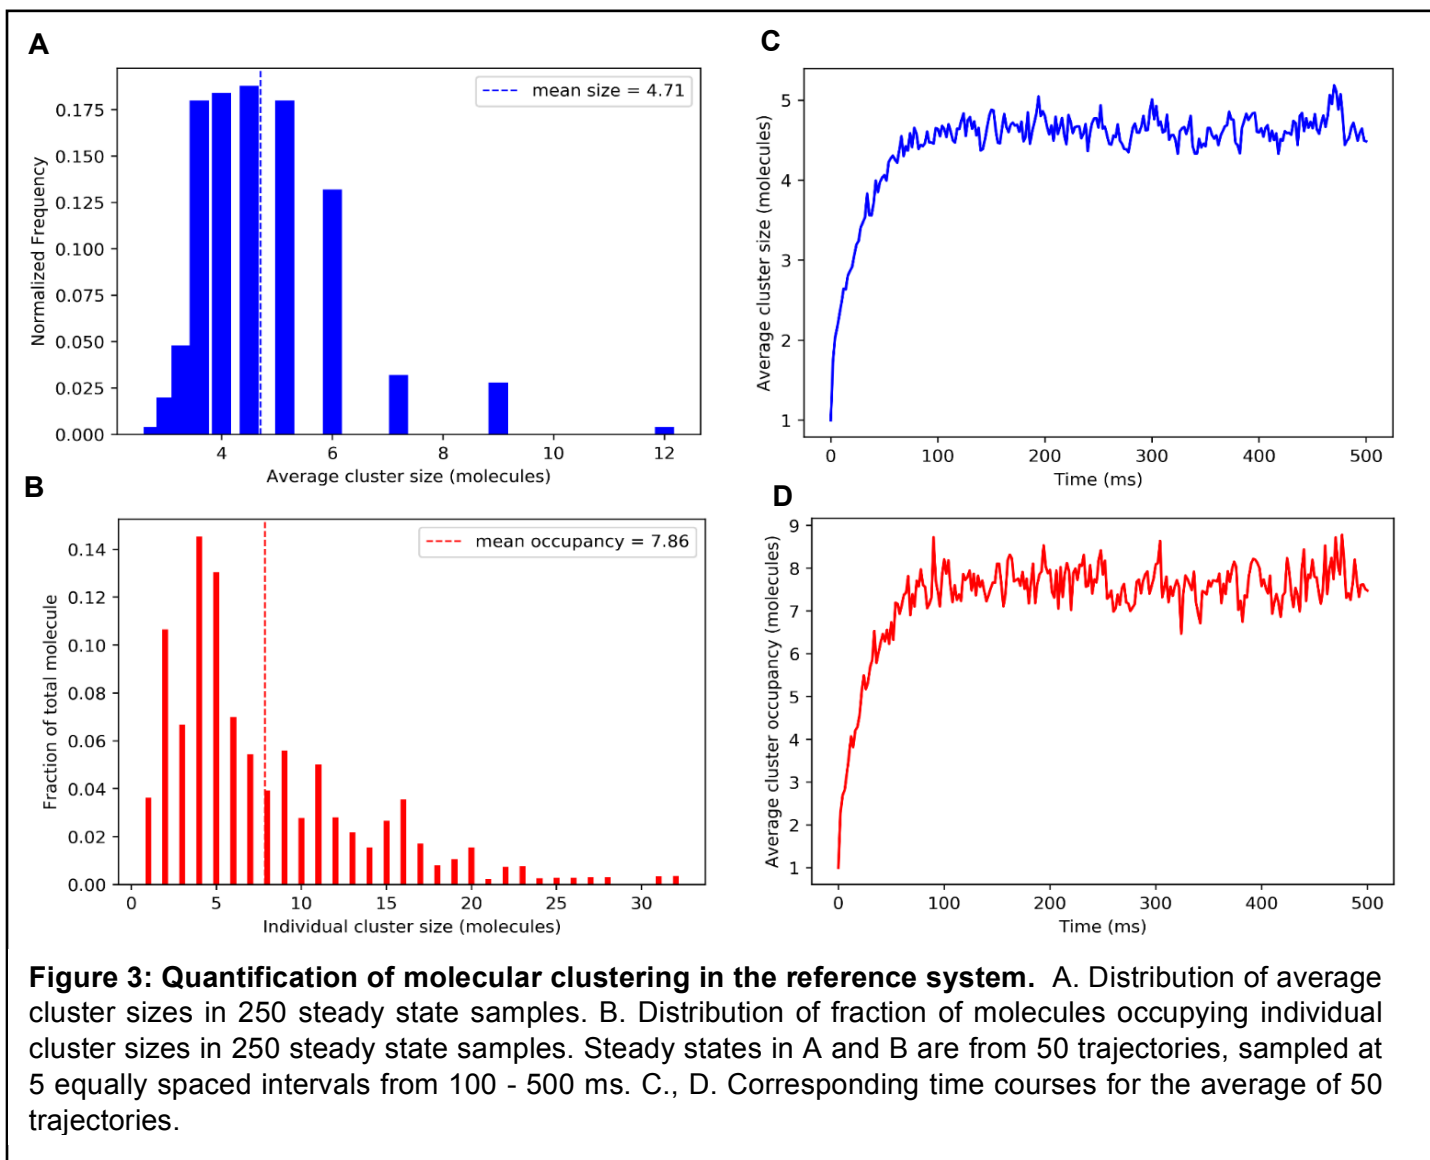 A
mean size = 4.71
Normalized Frequency
0.175
0.150
0.125
0.100
0.075
0.050
0.025
0.000
4 6 8 10 12
Average cluster size (molecules)
B
mean occupancy = 7.86
Fraction of total molecule
0.14
0.12
0.10
0.08
0.06
0.04
0.02
0.00
0 5 10 15 20 25 30
Individual cluster size (molecules)
C
Average cluster size (molecules)
5
4
3
2
1
0 100 200 300 400 500
Time (ms)
D
Average cluster occupancy (molecules)
9
8
7
6
5
4
3
2
1
0 100 200 300 400 500
Time (ms)
Figure 3: Quantification of molecular clustering in the reference system. A. Distribution of average
cluster sizes in 250 steady state samples. B. Distribution of fraction of molecules occupying individual
cluster sizes in 250 steady state samples. Steady states in A and B are from 50 trajectories, sampled at
5 equally spaced intervals from 100 - 500 ms. C., D. Corresponding time courses for the average of 50
trajectories.